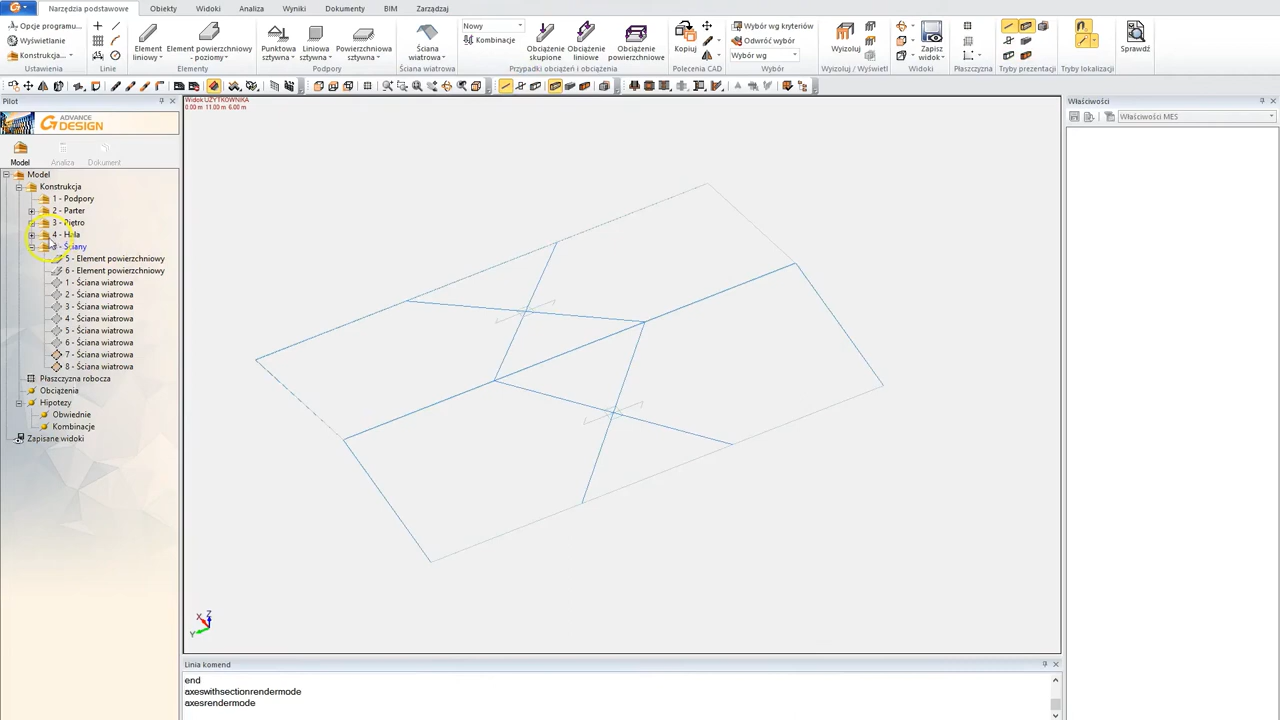 Narzędzia podstawowe Obiekty Widoki Analiza Wyniki Dokumenty BIM Zarządzaj
Opcje programu...
Wyświetlanie
Konstrukcja...
Ustawienia
Linie
Element liniowy
Element powierzchniowy - poziomy
Elementy
Punktowa sztywna
Liniowa sztywna
Powierzchniowa sztywna
Podpory
Ściana wiatrowa
Ściana wiatrowa
Nowy
Kombinacje
Obciążenie skupione
Obciążenie liniowe
Obciążenie powierzchniowe
Przypadki obciążeń i obciążenia
Kopiuj
Polecenia CAD
Wybór wg kryteriów
Odwróć wybór
Wybór wg
Wybór
Wyizoluj
Wyizoluj / Wyświetl
Zapisz widok
Widoki
Płaszczyzna
Tryby prezentacji
Tryby lokalizacji
Sprawdź
Pilot
ADVANCE
DESIGN
Model Analiza Dokument
Model
Konstrukcja
1 - Podpory
2 - Parter
3 - Piętro
4 - Hala
- Ściany
5 - Element powierzchniowy
6 - Element powierzchniowy
1 - Ściana wiatrowa
2 - Ściana wiatrowa
3 - Ściana wiatrowa
4 - Ściana wiatrowa
5 - Ściana wiatrowa
6 - Ściana wiatrowa
7 - Ściana wiatrowa
8 - Ściana wiatrowa
Płaszczyzna robocza
Obciążenia
Hipotezy
Obwiednie
Kombinacje
Zapisane widoki
Widok UŻYTKOWNIKA
0.00 m 11.00 m 6.00 m
X
Z
Y
Linia komend
end
axeswithsectionrendermode
axesrendermode
Właściwości
Właściwości MES